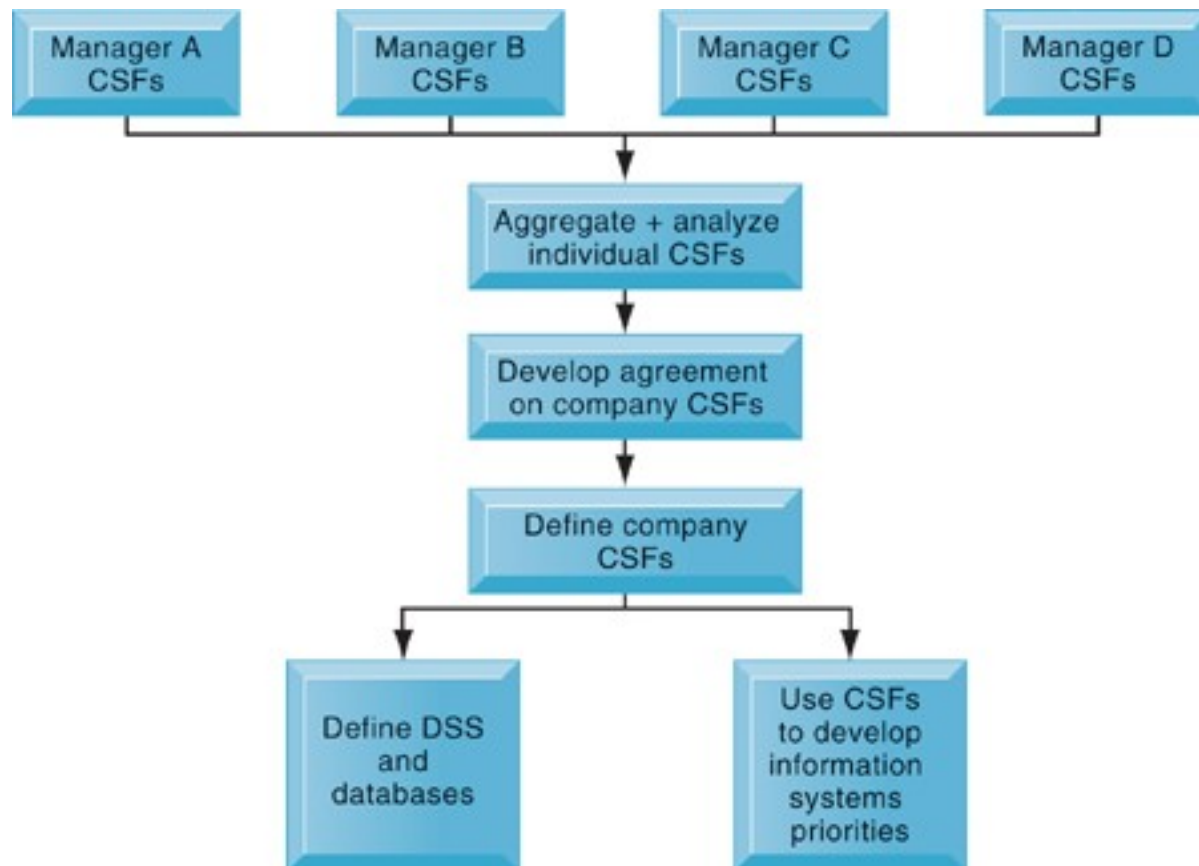 Manager A
CSFs
Manager B
CSFs
Manager C
CSFs
Manager D
CSFs
Aggregate + analyze
individual CSFs
Develop agreement
on company CSFs
Define company
CSFs
Define DSS
and
databases
Use CSFs
to develop
information
systems
priorities